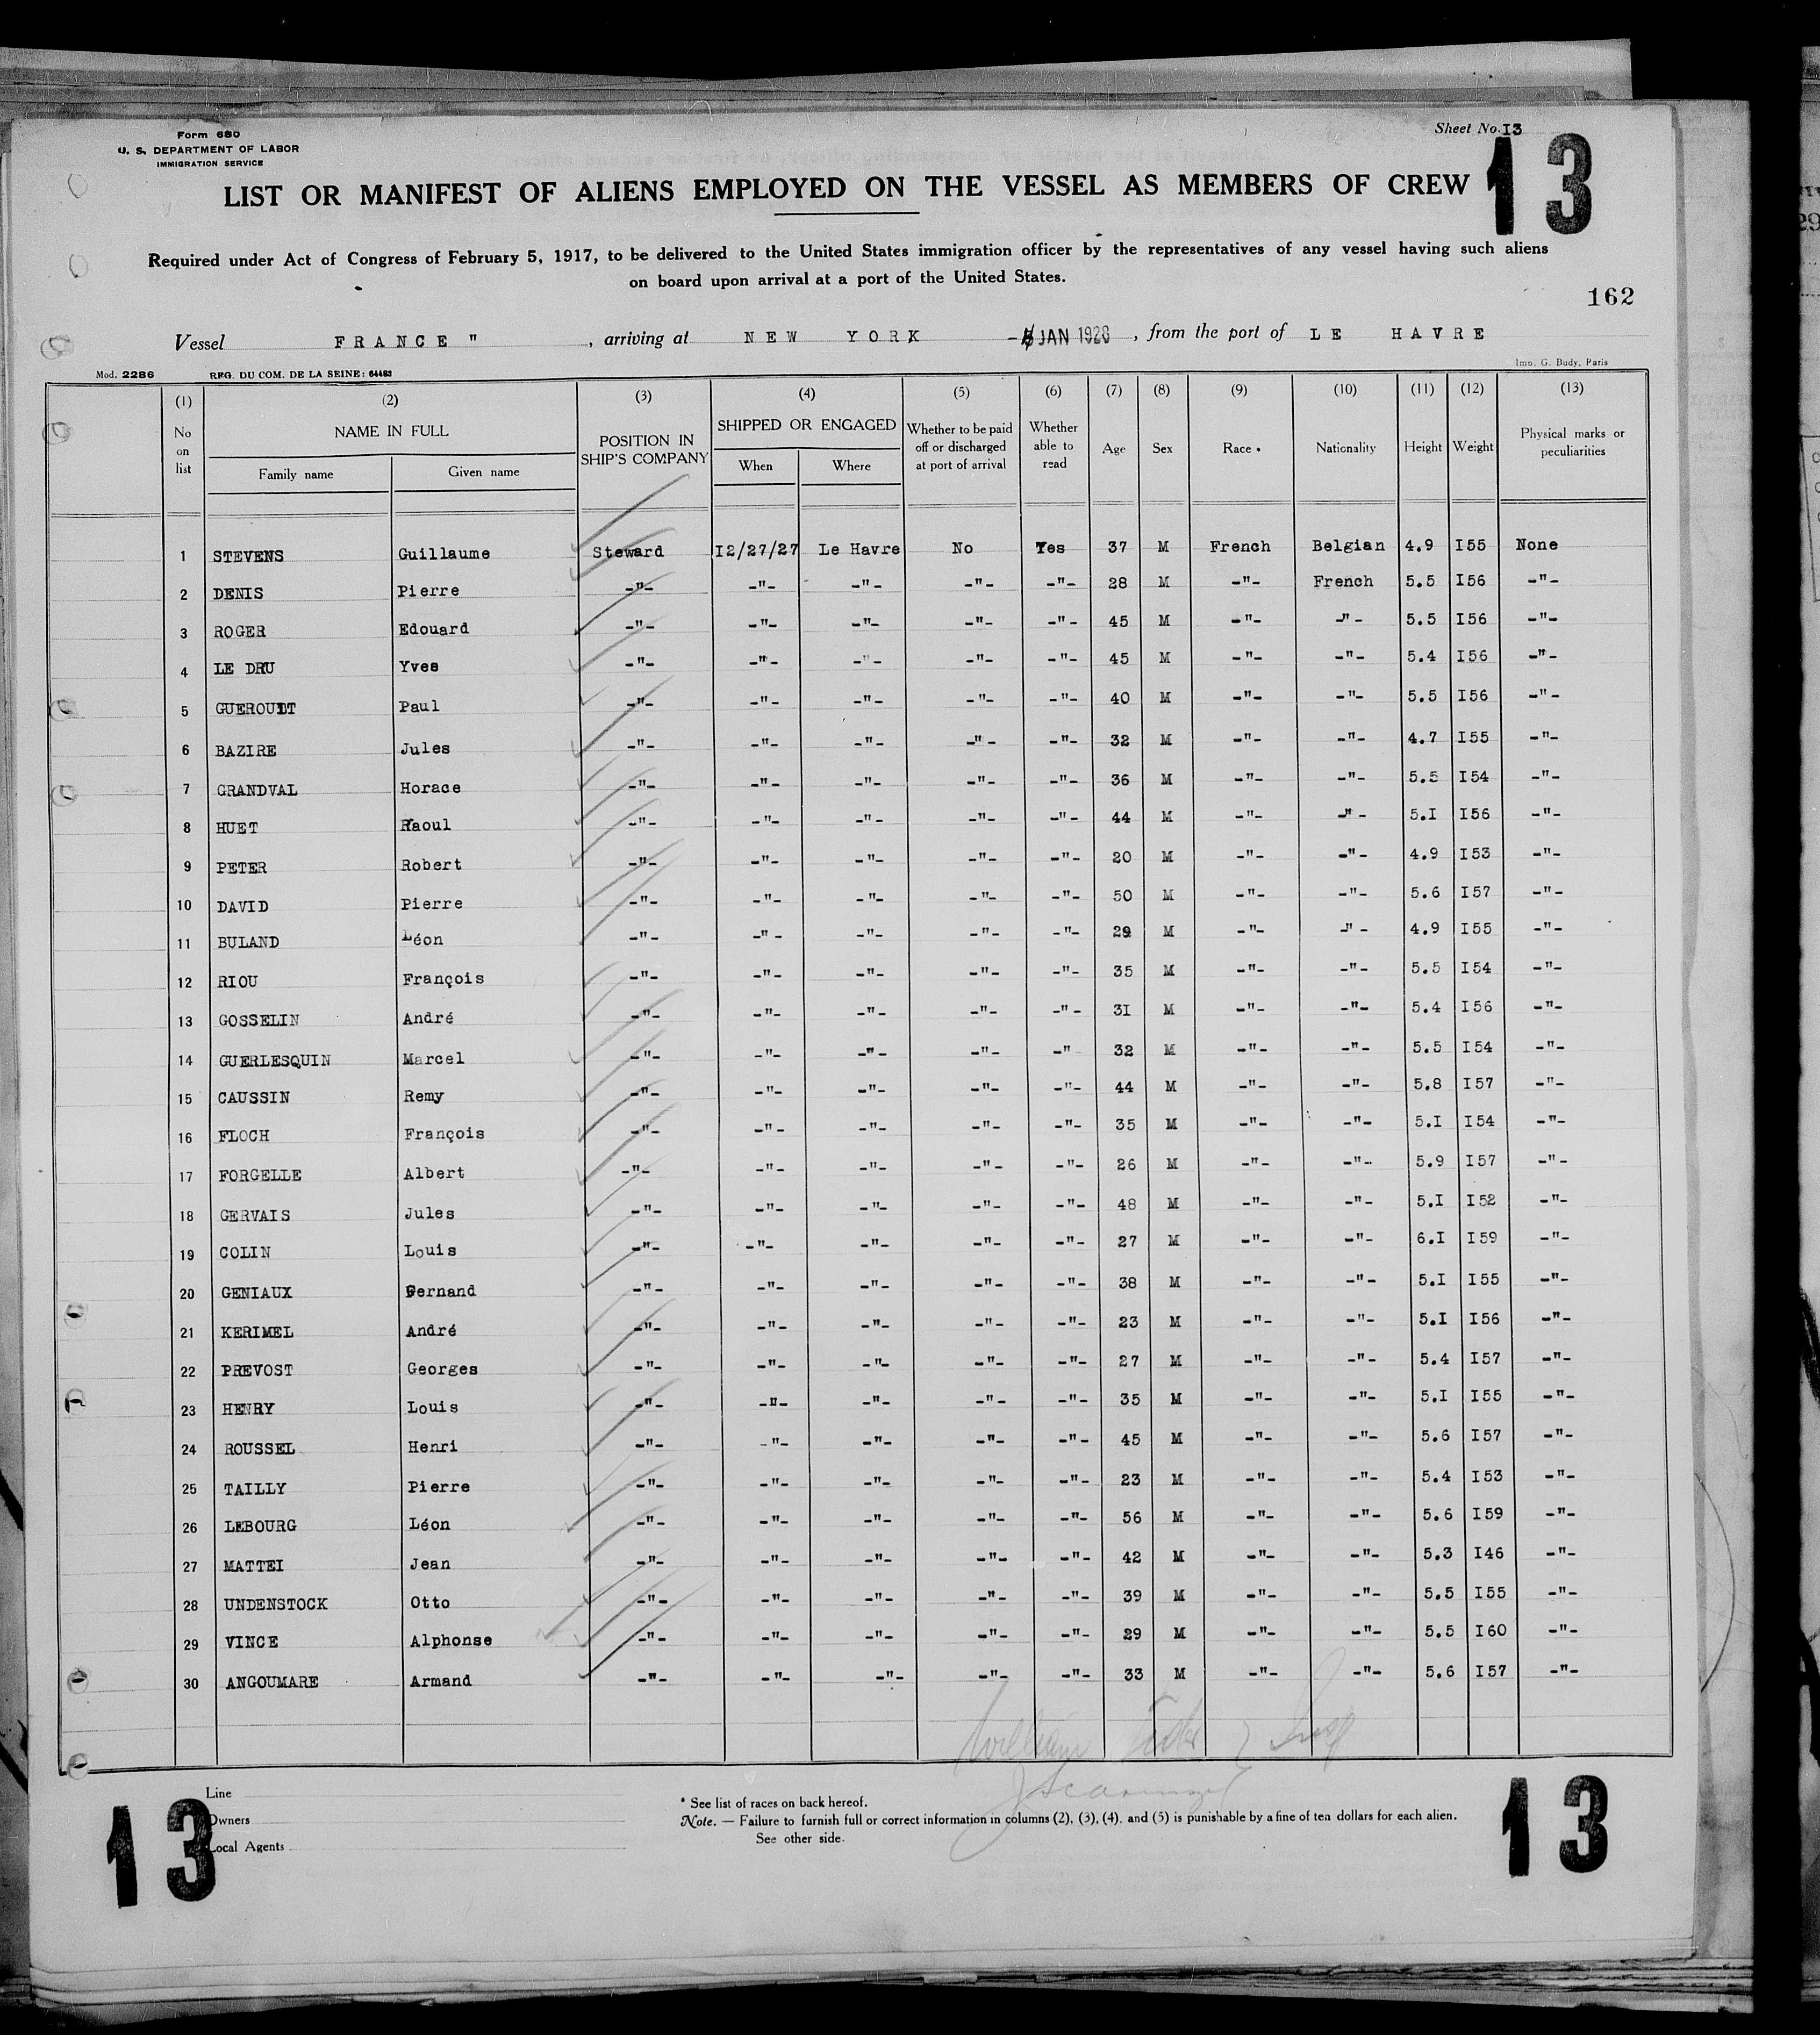 Form 680
U. S. DEPARTMENT OF LABOR
IMMIGRATION SERVICE
Sheet No. I3
13
LIST OR MANIFEST OF ALIENS EMPLOYED ON THE VESSEL AS MEMBERS OF CREW
Required under Act of Congress of February 5, 1917, to be delivered to the United States immigration officer by the representatives of any vessel having such aliens
on board upon arrival at a port of the United States.
162
Vessel FRANCE " , arriving at NEW YORK JAN 1928 , from the port of LE HAVRE
Mod. 2286 REG. DU COM. DE LA SEINE: 64483 Imp. G. Budy, Paris
(1) (2) (3) (4) (5) (6) (7) (8) (9) (10) (11) (12) (13)
No on list NAME IN FULL POSITION IN SHIP'S COMPANY SHIPPED OR ENGAGED Whether to be paid off or discharged at port of arrival Whether able to read Age Sex Race * Nationality Height Weight Physical marks or peculiarities
Family name Given name When Where
1 STEVENS Guillaume Steward I2/27/27 Le Havre No Yes 37 M French Belgian 4.9 I55 None
2 DENIS Pierre -"- -"- -"- -"- -"- 28 M -"- French 5.5 I56 -"-
3 ROGER Edouard -"- -"- -"- -"- -"- 45 M -"- -"- 5.5 I56 -"-
4 LE DRU Yves -"- -"- -"- -"- -"- 45 M -"- -"- 5.4 I56 -"-
5 GUEROULT Paul -"- -"- -"- -"- -"- 40 M -"- -"- 5.5 I56 -"-
6 BAZIRE Jules -"- -"- -"- -"- -"- 32 M -"- -"- 4.7 I55 -"-
7 GRANDVAL Horace -"- -"- -"- -"- -"- 36 M -"- -"- 5.5 I54 -"-
8 HUET Raoul -"- -"- -"- -"- -"- 44 M -"- -"- 5.I I56 -"-
9 PETER Robert -"- -"- -"- -"- -"- 20 M -"- -"- 4.9 I53 -"-
10 DAVID Pierre -"- -"- -"- -"- -"- 50 M -"- -"- 5.6 I57 -"-
11 BULAND Léon -"- -"- -"- -"- -"- 29 M -"- -"- 4.9 I55 -"-
12 RIOU François -"- -"- -"- -"- -"- 35 M -"- -"- 5.5 I54 -"-
13 GOSSELIN André -"- -"- -"- -"- -"- 3I M -"- -"- 5.4 I56 -"-
14 GUERLESQUIN Marcel -"- -"- -"- -"- -" 32 M -"- -"- 5.5 I54 -"-
15 CAUSSIN Remy -"- -"- -"- -"- -"- 44 M -"- -"- 5.8 I57 -"-
16 FLOCH François -"- -"- -"- -"- -"- 35 M -"- -"- 5.I I54 -"-
17 FORGELLE Albert -"- -"- -"- -"- -"- 26 M -"- -"- 5.9 I57 -"-
18 GERVAIS Jules -"- -"- -"- -"- -"- 48 M -"- -"- 5.I I52 -"-
19 COLIN Louis -"- -"- -"- -"- -"- 27 M -"- -"- 6.I I59 -"-
20 GENIAUX Fernand -"- -"- -"- -"- -"- 38 M -"- -"- 5.I I55 -"-
21 KERIMEL André -"- -"- -"- -"- -"- 23 M -"- -"- 5.I I56 -"-
22 PREVOST Georges -"- -"- -"- -"- -"- 27 M -"- -"- 5.4 I57 -"-
23 HENRY Louis -"- -"- -"- -"- -"- 35 M -"- -"- 5.I I55 -"-
24 ROUSSEL Henri -"- -"- -"- -"- -"- 45 M -"- -"- 5.6 I57 -"-
25 TAILLY Pierre -"- -"- -"- -"- -"- 23 M -"- -"- 5.4 I53 -"-
26 LEBOURG Léon -"- -"- -"- -"- -"- 56 M -"- -"- 5.6 I59 -"-
27 MATTEI Jean -"- -"- -"- -"- -"- 42 M -"- -"- 5.3 I46 -"-
28 UNDENSTOCK Otto -"- -"- -"- -"- -"- 39 M -"- -"- 5.5 I55 -"-
29 VINCE Alphonse -"- -"- -"- -"- -"- 29 M -"- -"- 5.5 I60 -"-
30 ANGOUMARE Armand -"- -"- -"- -"- -"- 33 M -"- -"- 5.6 I57 -"-
William
Line
Owners
Local Agents
* See list of races on back hereof.
Note. — Failure to furnish full or correct information in columns (2), (3), (4), and (5) is punishable by a fine of ten dollars for each alien.
See other side.
13
13